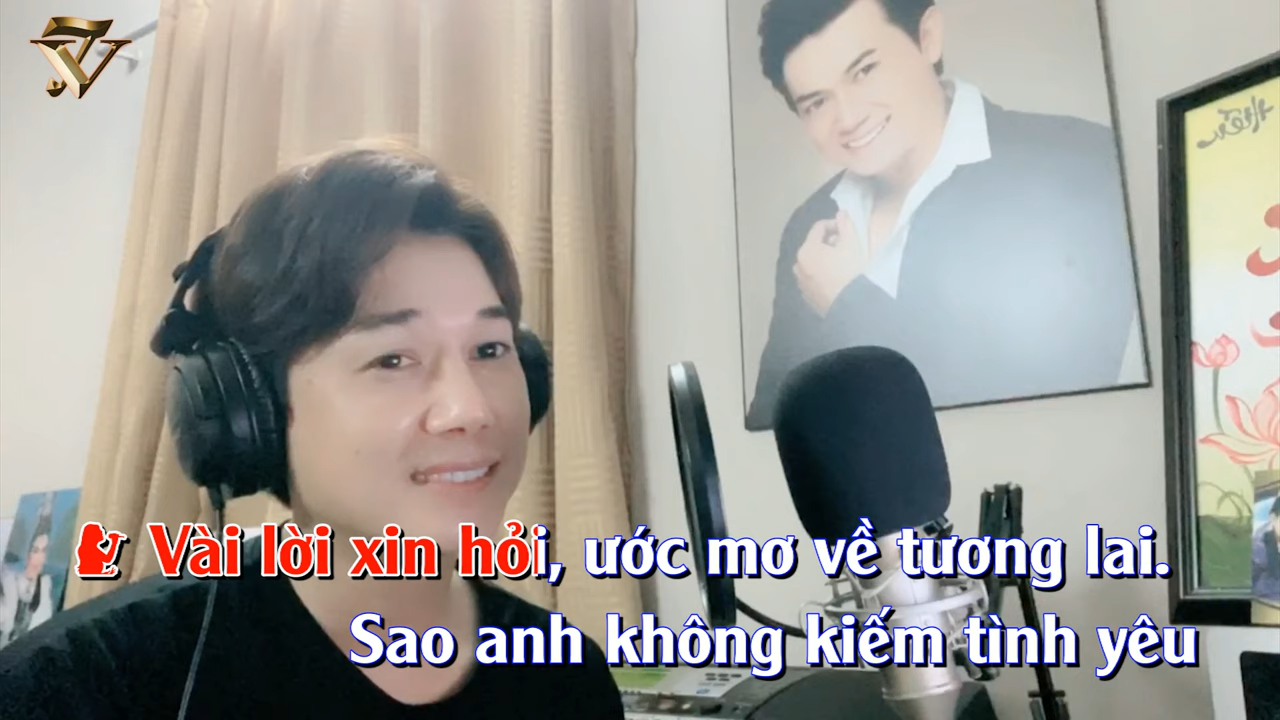 Vài lời xin hỏi, ước mơ về tương lai.
Sao anh không kiếm tình yêu